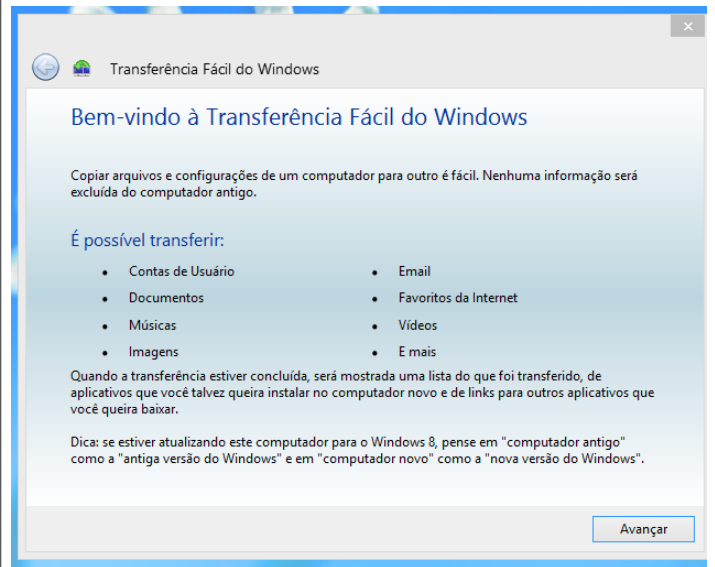 Transferência Fácil do Windows
Bem-vindo à Transferência Fácil do Windows
Copiar arquivos e configurações de um computador para outro é fácil. Nenhuma informação será
excluída do computador antigo.
É possível transferir:
• Contas de Usuário
• Documentos
• Músicas
• Imagens
• Email
• Favoritos da Internet
• Vídeos
• E mais
Quando a transferência estiver concluída, será mostrada uma lista do que foi transferido, de
aplicativos que você talvez queira instalar no computador novo e de links para outros aplicativos que
você queira baixar.
Dica: se estiver atualizando este computador para o Windows 8, pense em "computador antigo"
como a "antiga versão do Windows" e em "computador novo" como a "nova versão do Windows".
Avançar